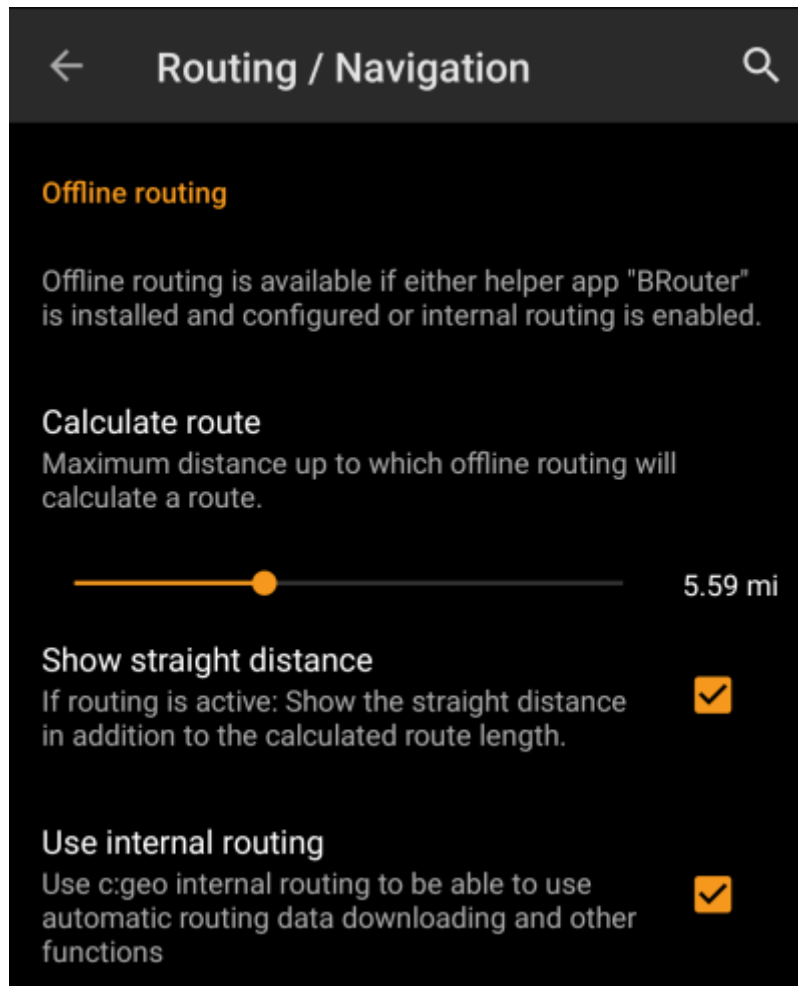 Routing / Navigation
Offline routing
Offline routing is available if either helper app "BRouter"
is installed and configured or internal routing is enabled.
Calculate route
Maximum distance up to which offline routing will
calculate a route.
5.59 mi
Show straight distance
If routing is active: Show the straight distance
in addition to the calculated route length.
Use internal routing
Use c:geo internal routing to be able to use
automatic routing data downloading and other
functions